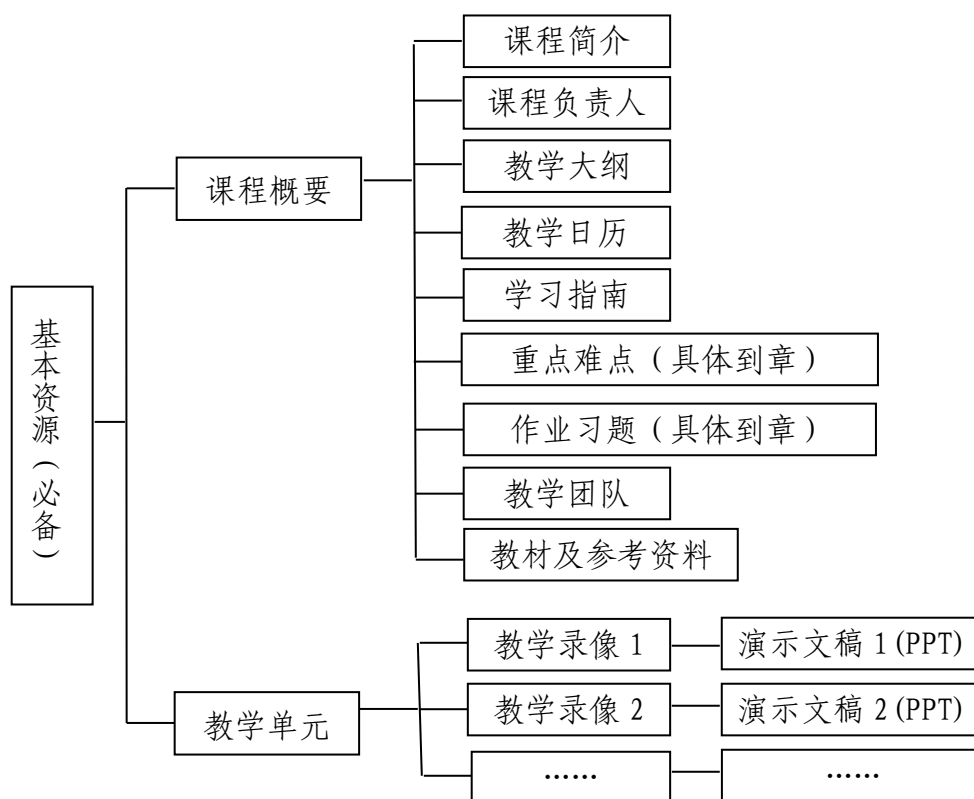 基本资源（必备）
课程概要
课程简介
课程负责人
教学大纲
教学日历
学习指南
重点难点（具体到章）
作业习题（具体到章）
教学团队
教材及参考资料
教学单元
教学录像 1
演示文稿 1 (PPT)
教学录像 2
演示文稿 2 (PPT)
……
……